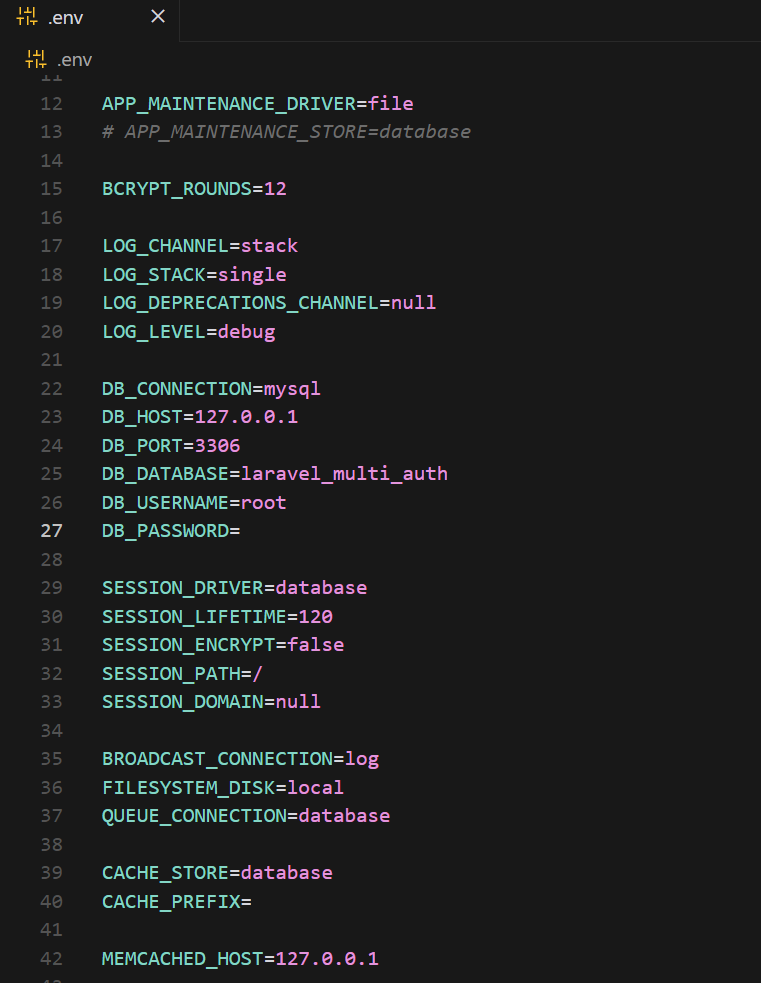 .env
.env
11
12 APP_MAINTENANCE_DRIVER=file
13 # APP_MAINTENANCE_STORE=database
14
15 BCRYPT_ROUNDS=12
16
17 LOG_CHANNEL=stack
18 LOG_STACK=single
19 LOG_DEPRECATIONS_CHANNEL=null
20 LOG_LEVEL=debug
21
22 DB_CONNECTION=mysql
23 DB_HOST=127.0.0.1
24 DB_PORT=3306
25 DB_DATABASE=laravel_multi_auth
26 DB_USERNAME=root
27 DB_PASSWORD=
28
29 SESSION_DRIVER=database
30 SESSION_LIFETIME=120
31 SESSION_ENCRYPT=false
32 SESSION_PATH=/
33 SESSION_DOMAIN=null
34
35 BROADCAST_CONNECTION=log
36 FILESYSTEM_DISK=local
37 QUEUE_CONNECTION=database
38
39 CACHE_STORE=database
40 CACHE_PREFIX=
41
42 MEMCACHED_HOST=127.0.0.1